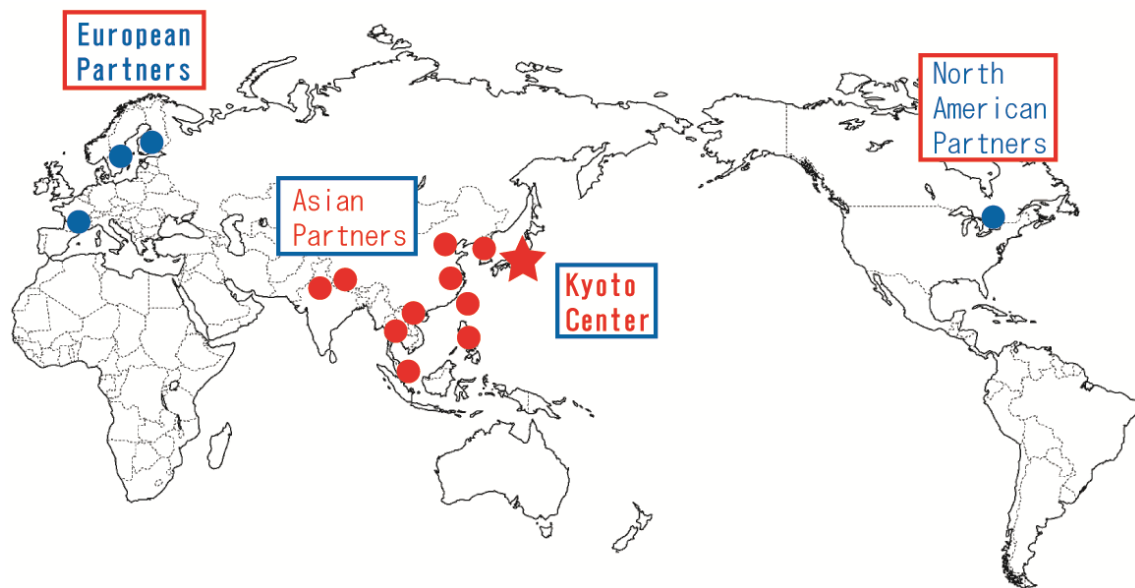 European
Partners
North
American
Partners
Asian
Partners
Kyoto
Center